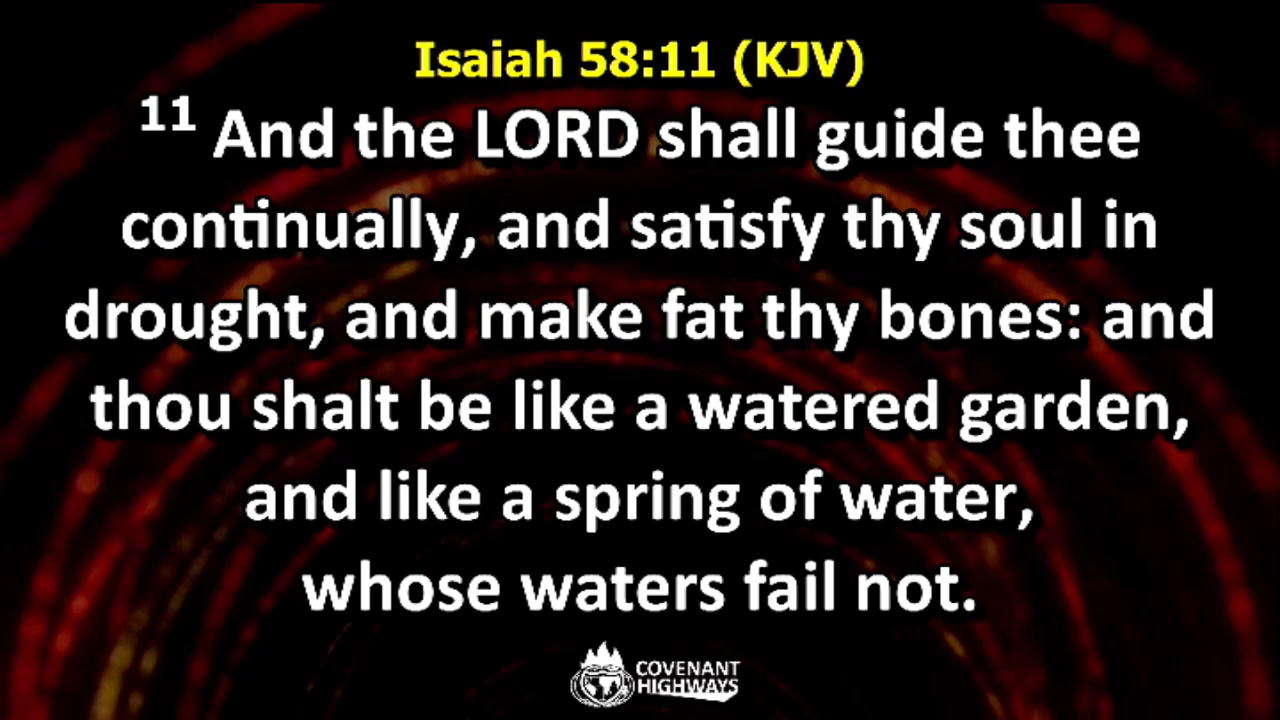 Isaiah 58:11 (KJV)
11 And the LORD shall guide thee
continually, and satisfy thy soul in
drought, and make fat thy bones: and
thou shalt be like a watered garden,
and like a spring of water,
whose waters fail not.
COVENANT
HIGHWAYS